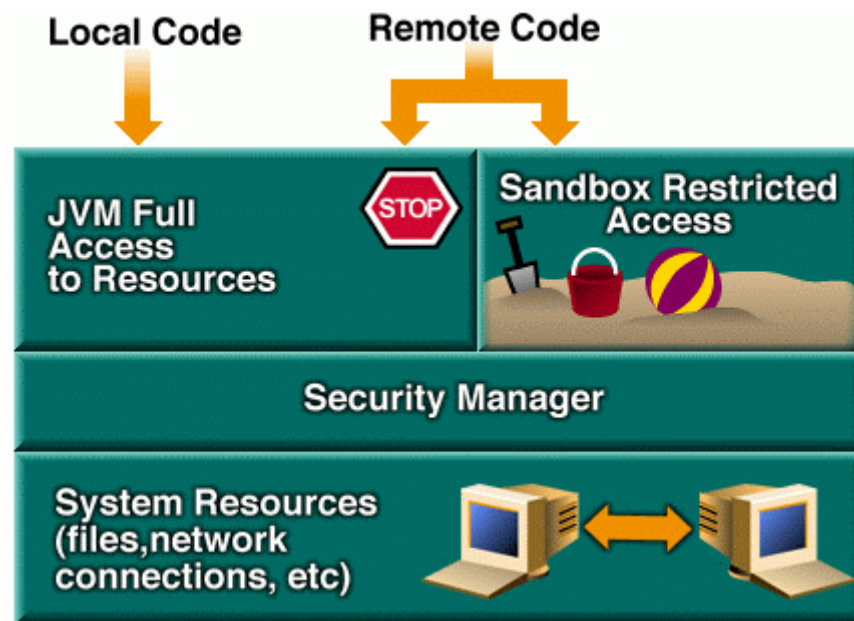 Local Code
Remote Code
JVM Full
Access
to Resources
STOP
Sandbox Restricted
Access
Security Manager
System Resources
(files,network
connections, etc)